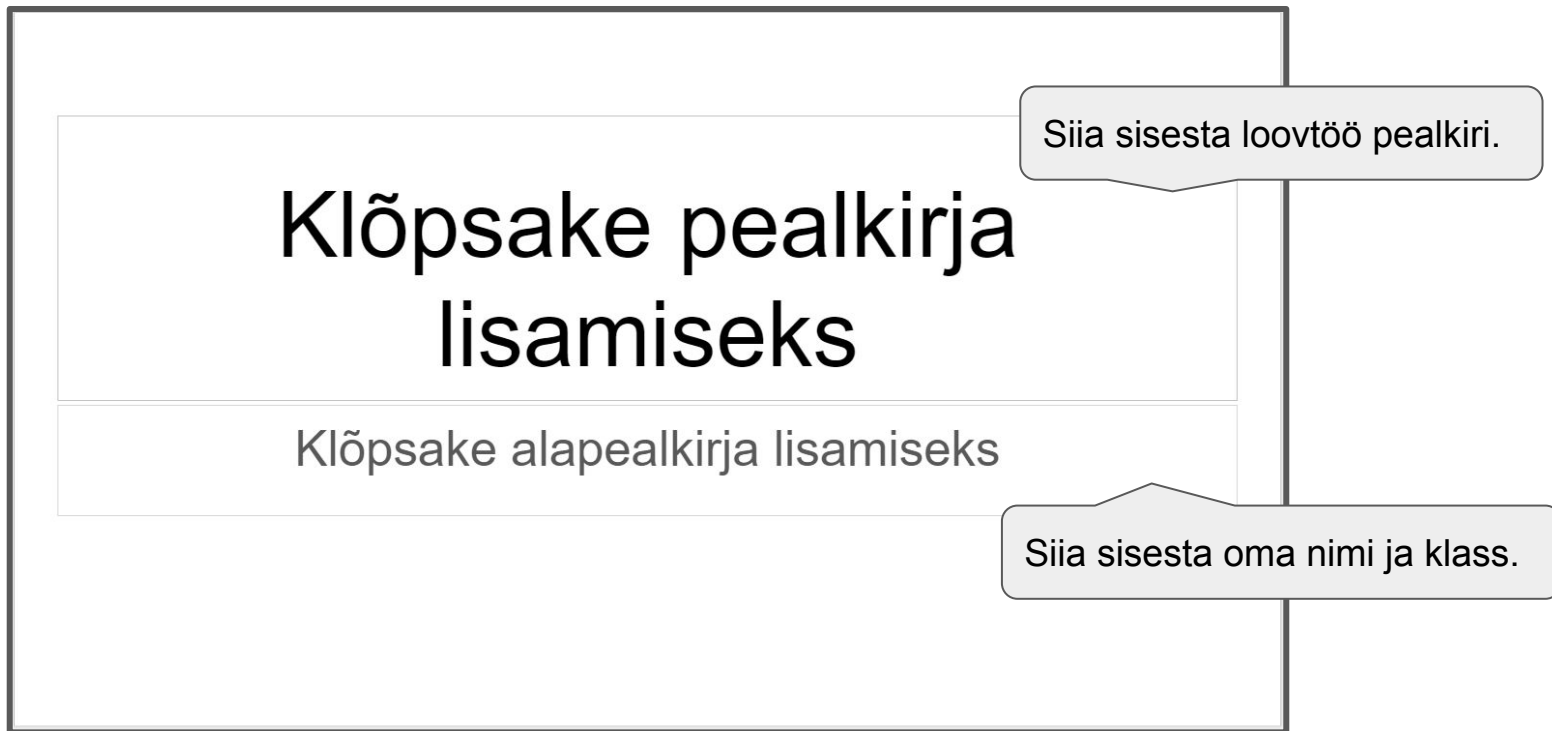 Siia sisesta loovtöö pealkiri.
Klõpsake pealkirja
lisamiseks
Klõpsake alapealkirja lisamiseks
Siia sisesta oma nimi ja klass.